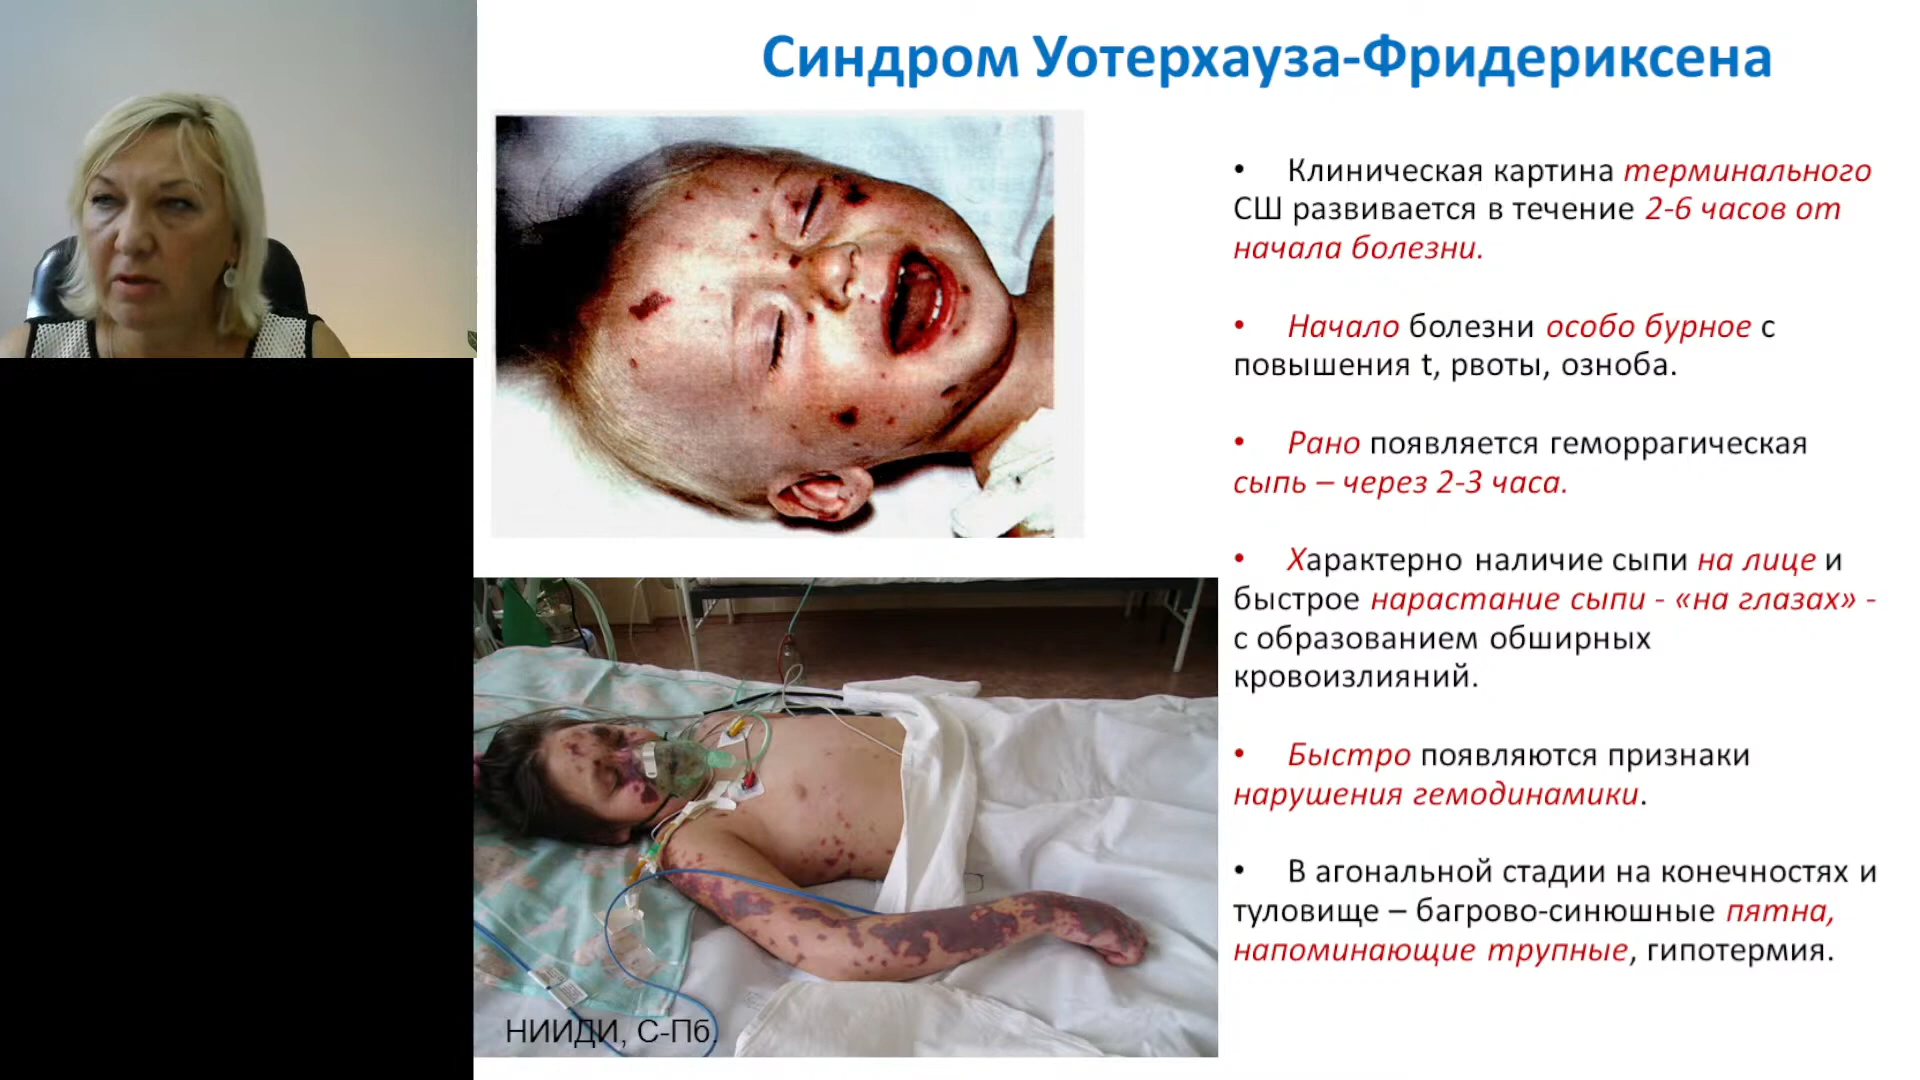 Синдром Уотерхауза-Фридериксена
• Клиническая картина терминального
СШ развивается в течение 2-6 часов от
начала болезни.
• Начало болезни особо бурное с
повышения t, рвоты, озноба.
• Рано появляется геморрагическая
сыпь – через 2-3 часа.
• Характерно наличие сыпи на лице и
быстрое нарастание сыпи - «на глазах» -
с образованием обширных
кровоизлияний.
• Быстро появляются признаки
нарушения гемодинамики.
• В агональной стадии на конечностях и
туловище – багрово-синюшные пятна,
напоминающие трупные, гипотермия.
НИИДИ, С-Пб.